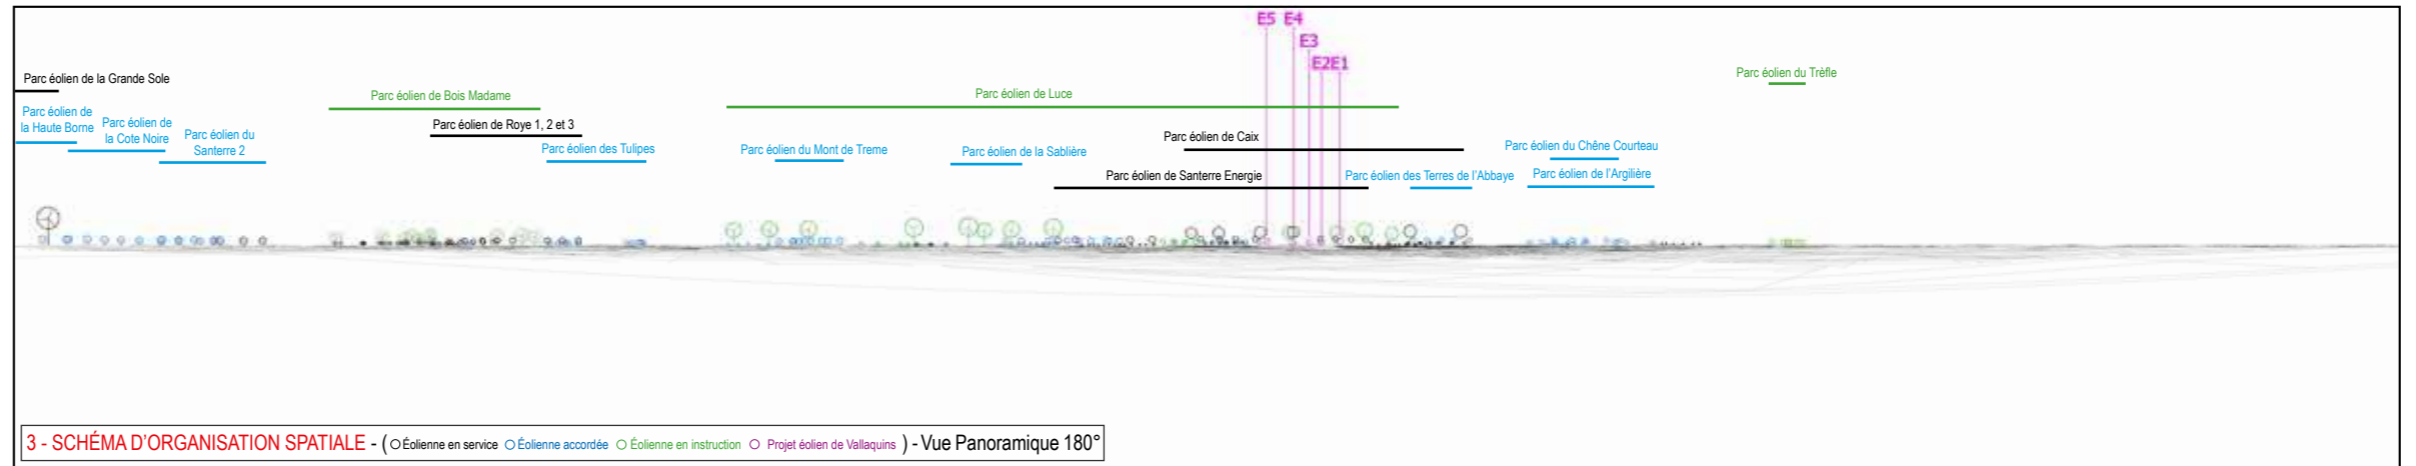 E5 E4
E3
E2E1
Parc éolien de la Grande Sole
Parc éolien du Trèfle
Parc éolien de Bois Madame
Parc éolien de Luce
Parc éolien de
la Haute Borne
Parc éolien de
la Cote Noire
Parc éolien du
Santerre 2
Parc éolien de Roye 1, 2 et 3
Parc éolien des Tulipes
Parc éolien du Mont de Treme
Parc éolien de la Sablière
Parc éolien de Caix
Parc éolien du Chêne Courteau
Parc éolien de Santerre Energie
Parc éolien des Terres de l'Abbaye
Parc éolien de l'Argilière
3 - SCHÉMA D'ORGANISATION SPATIALE - ( Éolienne en service Éolienne accordée Éolienne en instruction Projet éolien de Vallaquins ) - Vue Panoramique 180°